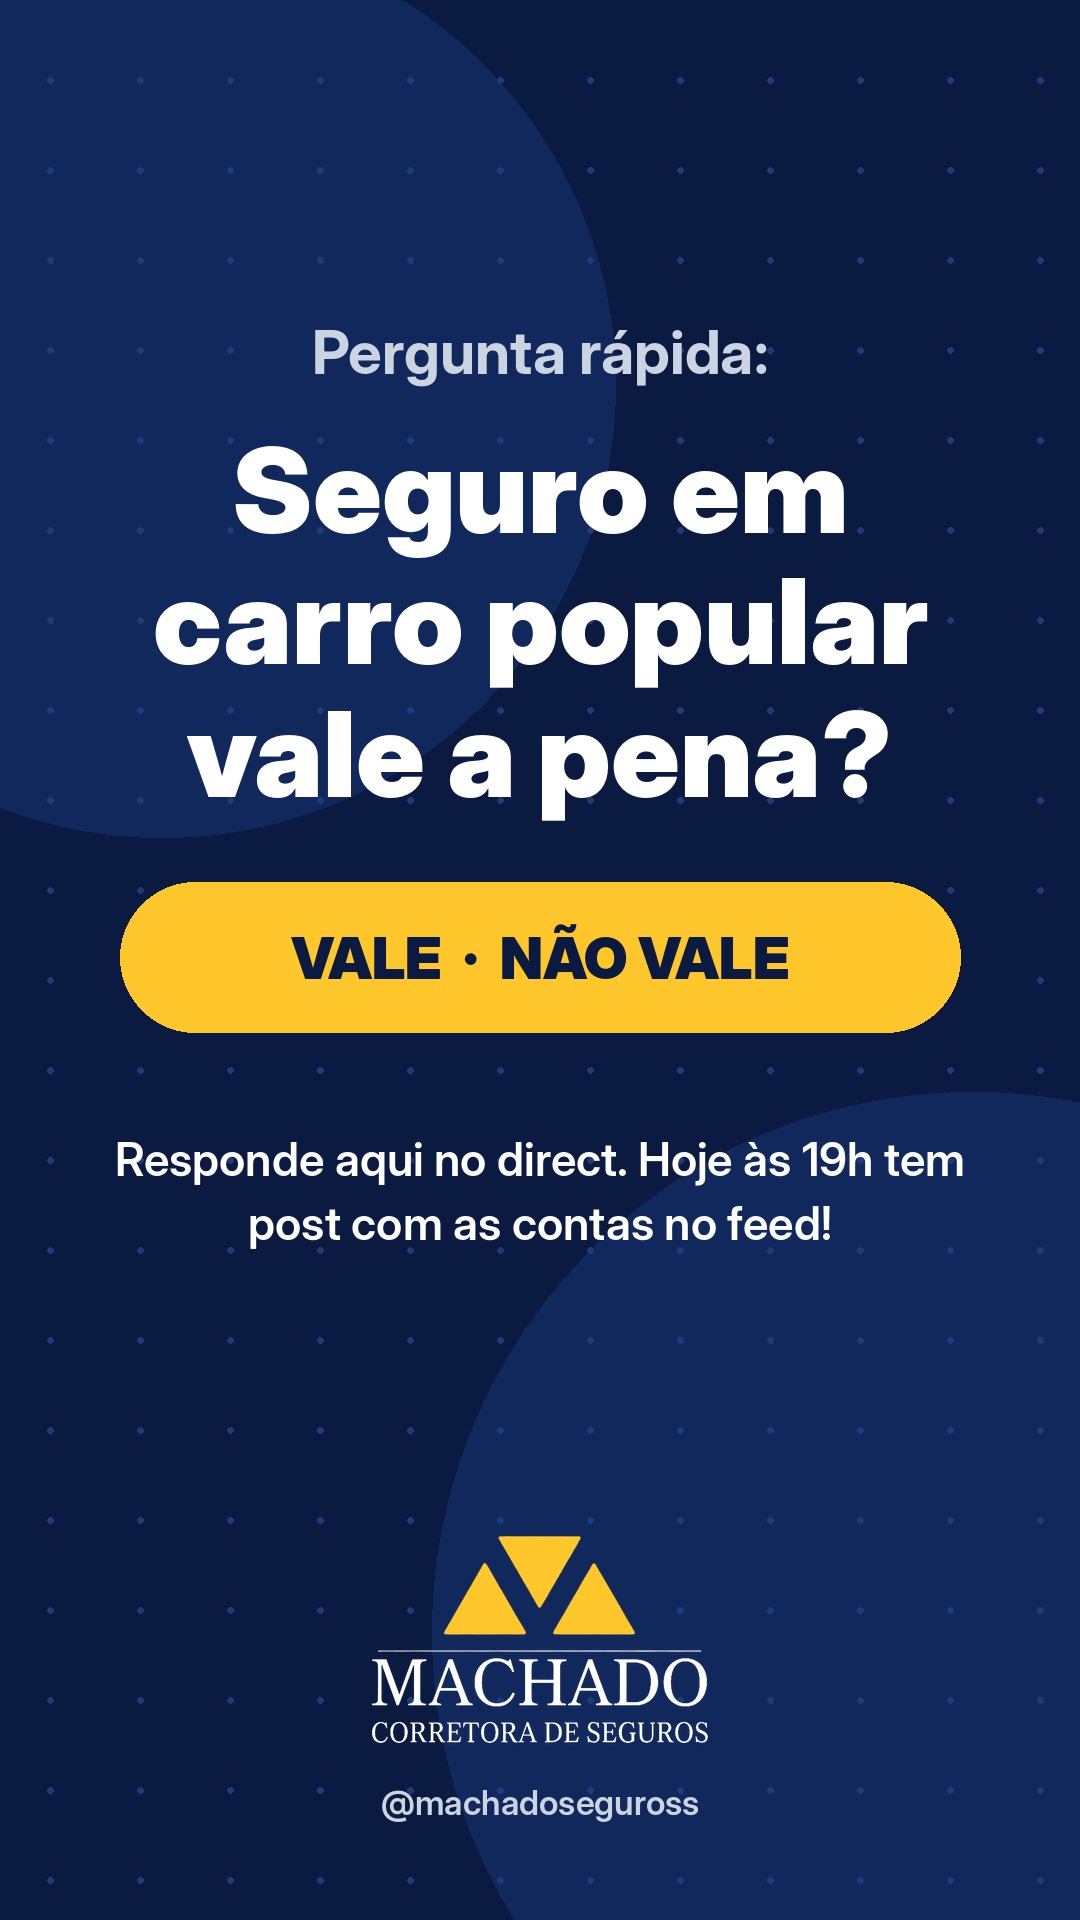 Pergunta rápida:
Seguro em
carro popular
vale a pena?
VALE · NÃO VALE
Responde aqui no direct. Hoje às 19h tem
post com as contas no feed!
MACHADO
CORRETORA DE SEGUROS
@machadoseguross